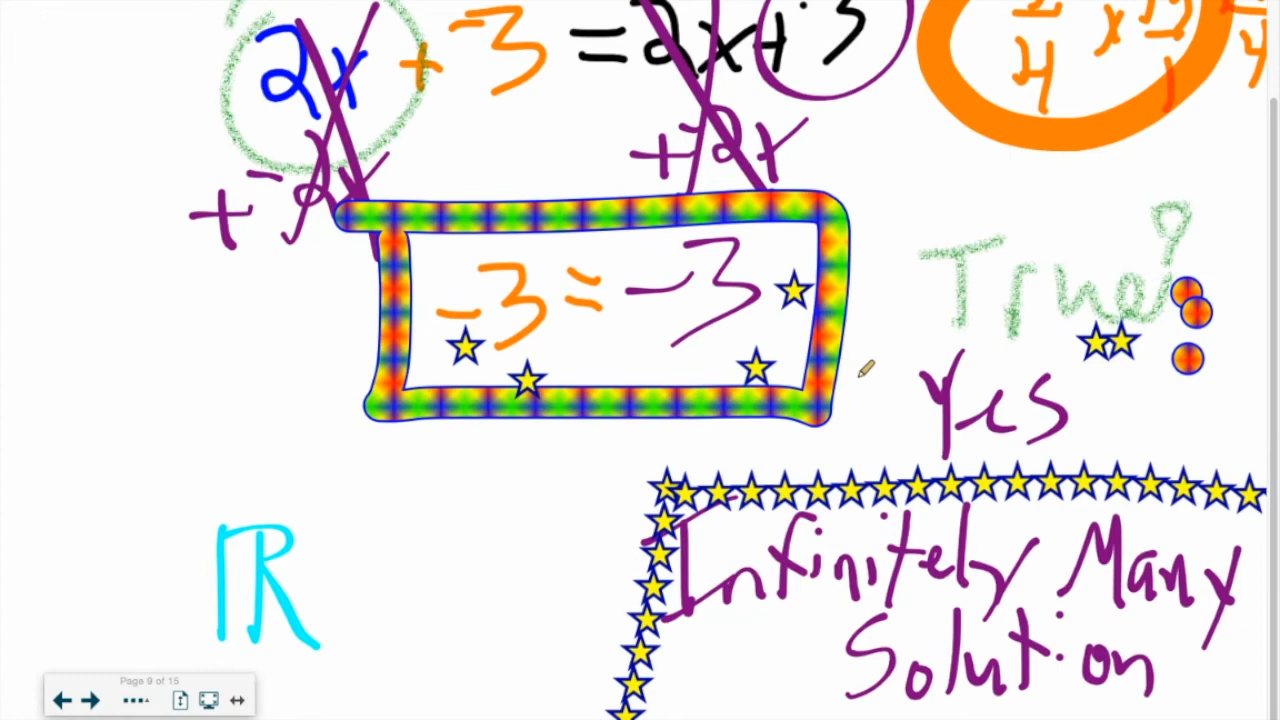 2x + -3 = 2x + -3
+ -2x + -2x
-3 = -3
True?
Yes
ℝ
Infinitely Many
Solution
Page 9 of 15